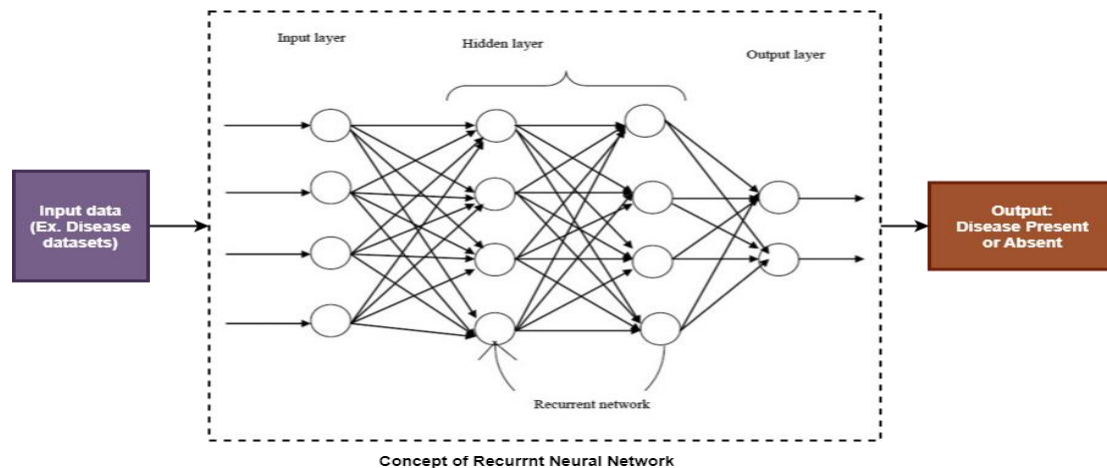 Input layer
Hidden layer
Output layer
Input data
(Ex. Disease
datasets)
Output:
Disease Present
or Absent
Recurrent network
Concept of Recurrnt Neural Network